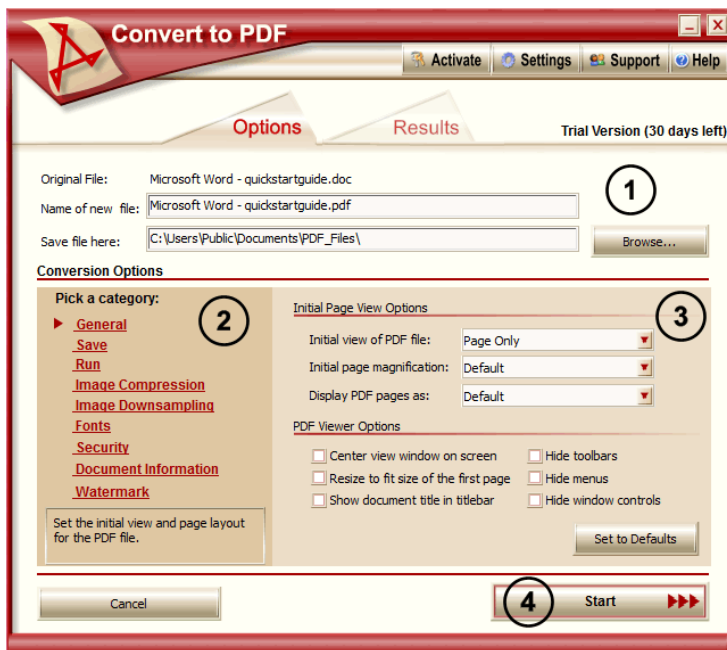 Convert to PDF
Activate Settings Support Help
Options Results Trial Version (30 days left)
Original File: Microsoft Word - quickstartguide.doc
1
Name of new file: Microsoft Word - quickstartguide.pdf
Save file here: C:\Users\Public\Documents\PDF_Files\ Browse...
Conversion Options
Pick a category:
2
General
Save
Run
Image Compression
Image Downsampling
Fonts
Security
Document Information
Watermark
Set the initial view and page layout
for the PDF file.
Initial Page View Options
3
Initial view of PDF file: Page Only
Initial page magnification: Default
Display PDF pages as: Default
PDF Viewer Options
Center view window on screen Hide toolbars
Resize to fit size of the first page Hide menus
Show document title in titlebar Hide window controls
Set to Defaults
Cancel 4 Start